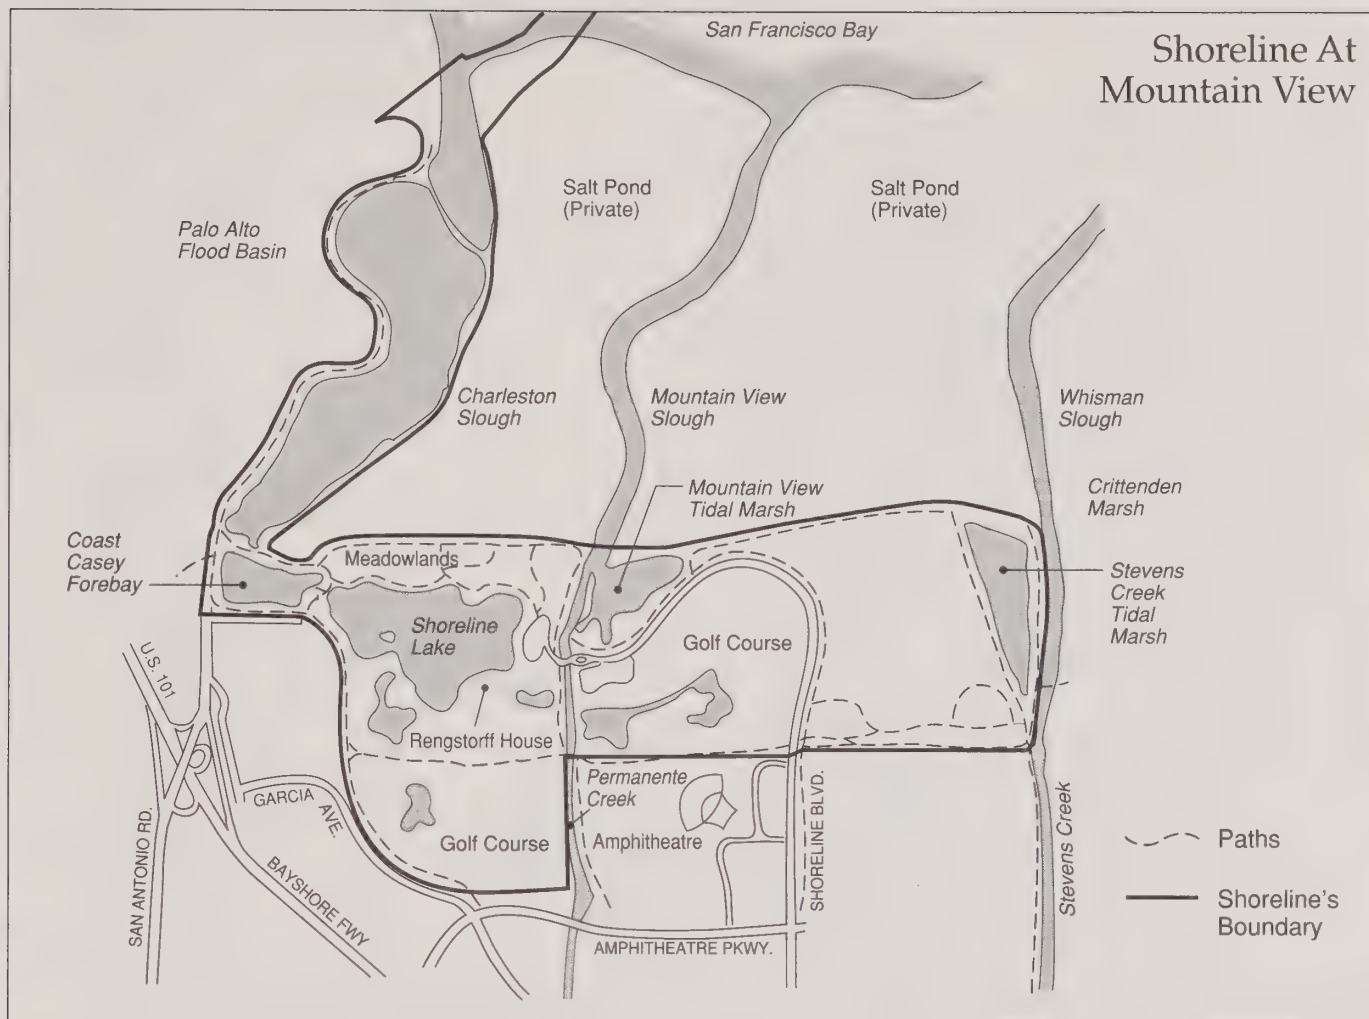 San Francisco Bay
Shoreline At
Mountain View
Salt Pond
(Private)
Salt Pond
(Private)
Palo Alto
Flood Basin
Charleston
Slough
Mountain View
Slough
Whisman
Slough
Mountain View
Tidal Marsh
Crittenden
Marsh
Coast
Casey
Forebay
Meadowlands
Stevens
Creek
Tidal
Marsh
Shoreline
Lake
Golf Course
U.S. 101
Rengstorff House
Permanente
Creek
GARCIA AVE.
Golf Course
Amphitheatre
SHORELINE BLVD.
Stevens Creek
SAN ANTONIO RD.
BAYSHORE FWY
AMPHITHEATRE PKWY.
Paths
Shoreline's
Boundary